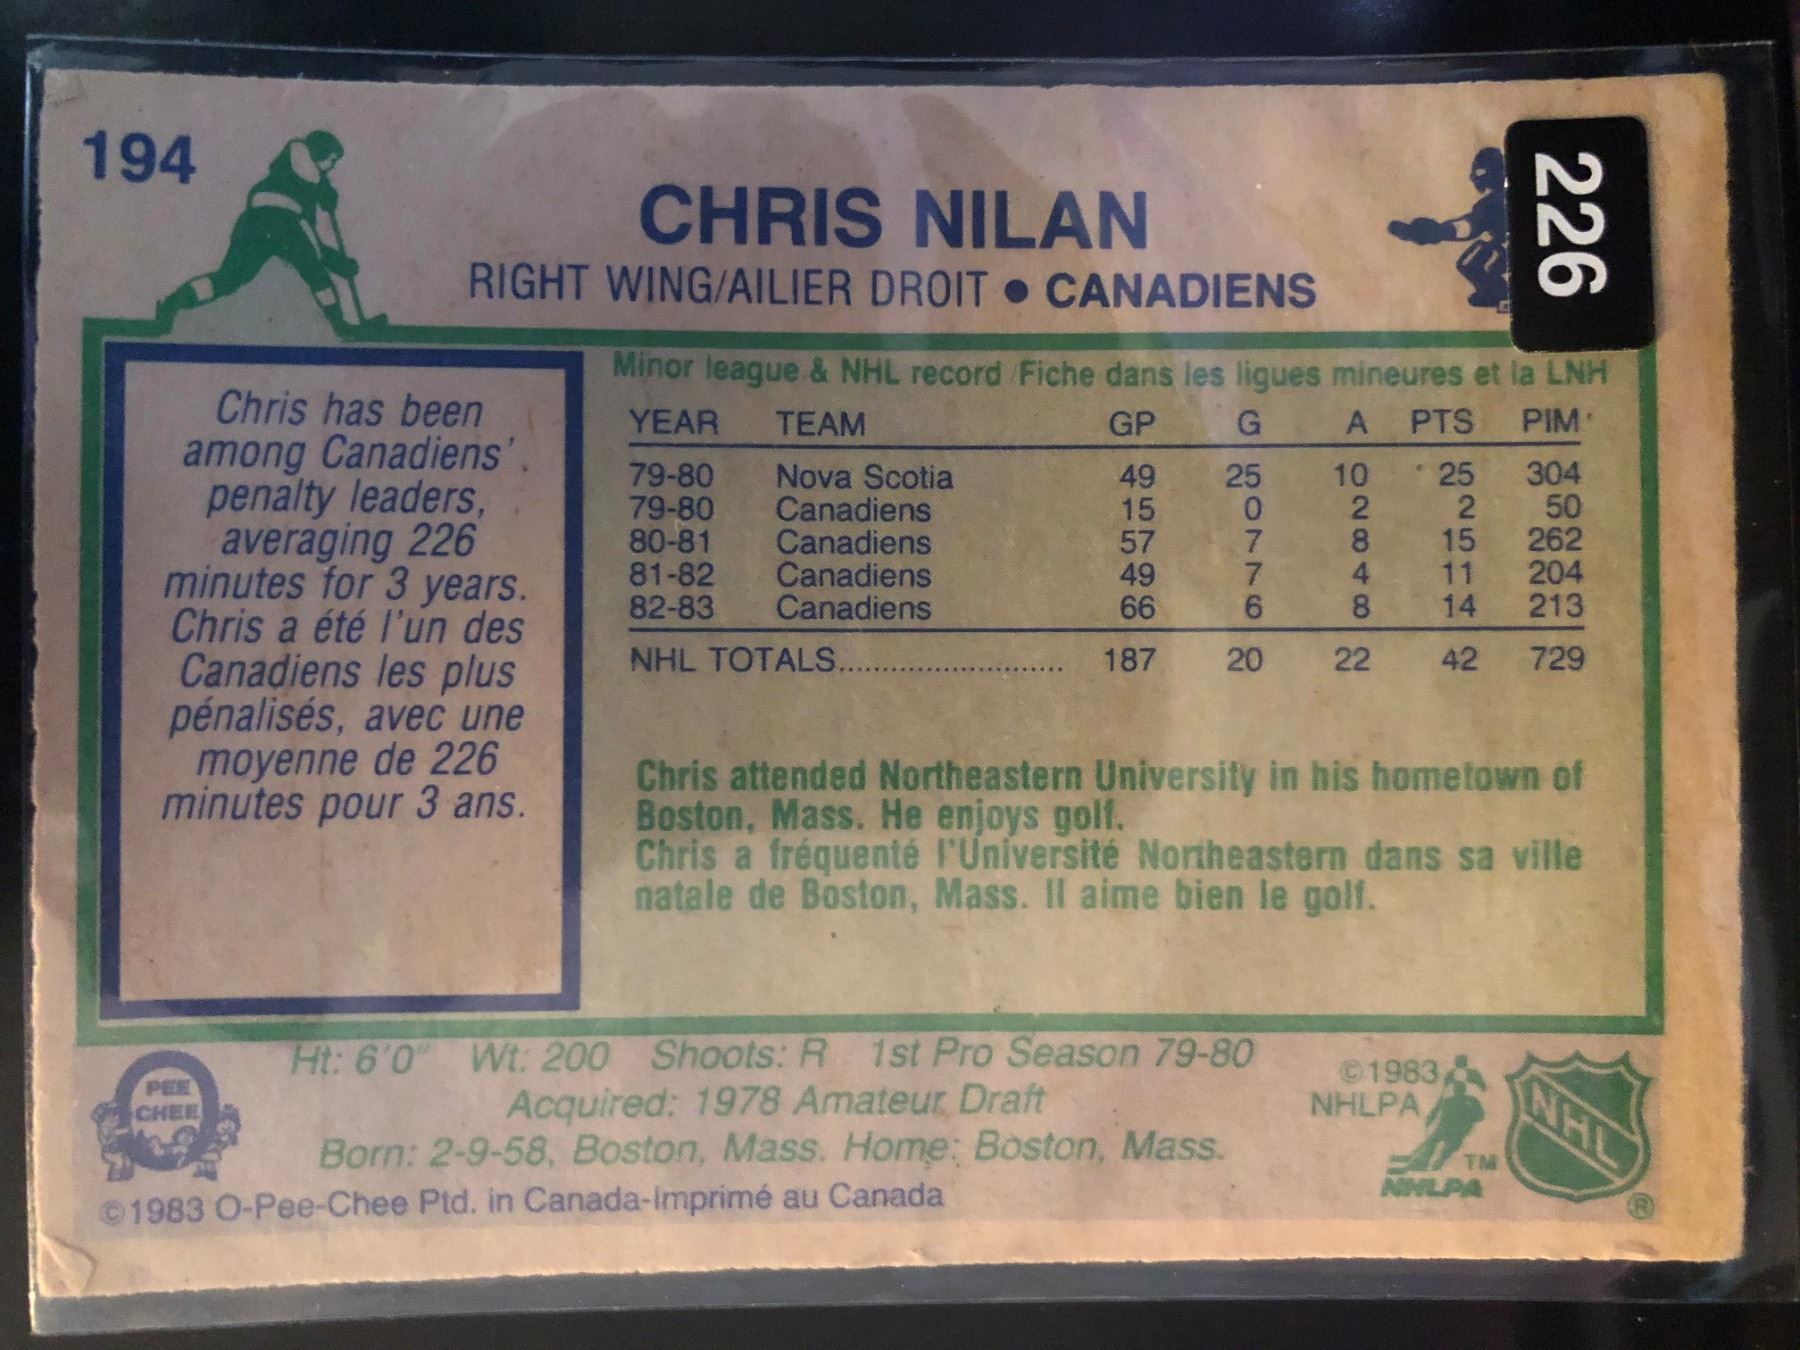 194
226
CHRIS NILAN
RIGHT WING/AILIER DROIT • CANADIENS
Chris has been
among Canadiens'
penalty leaders,
averaging 226
minutes for 3 years.
Chris a été l'un des
Canadiens les plus
pénalisés, avec une
moyenne de 226
minutes pour 3 ans.
Minor league & NHL record/Fiche dans les ligues mineures et la LNH
YEAR TEAM GP G A PTS PIM
79-80 Nova Scotia 49 25 10 25 304
79-80 Canadiens 15 0 2 2 50
80-81 Canadiens 57 7 8 15 262
81-82 Canadiens 49 7 4 11 204
82-83 Canadiens 66 6 8 14 213
NHL TOTALS.......................... 187 20 22 42 729
Chris attended Northeastern University in his hometown of
Boston, Mass. He enjoys golf.
Chris a fréquenté l'Université Northeastern dans sa ville
natale de Boston, Mass. Il aime bien le golf.
PEE
CHEE
Ht: 6'0" Wt: 200 Shoots: R 1st Pro Season 79-80
Acquired: 1978 Amateur Draft
Born: 2-9-58, Boston, Mass. Home: Boston, Mass.
©1983 O-Pee-Chee Ptd. in Canada-Imprimé au Canada
©1983
NHLPA
TM
NHLPA
NHL
®